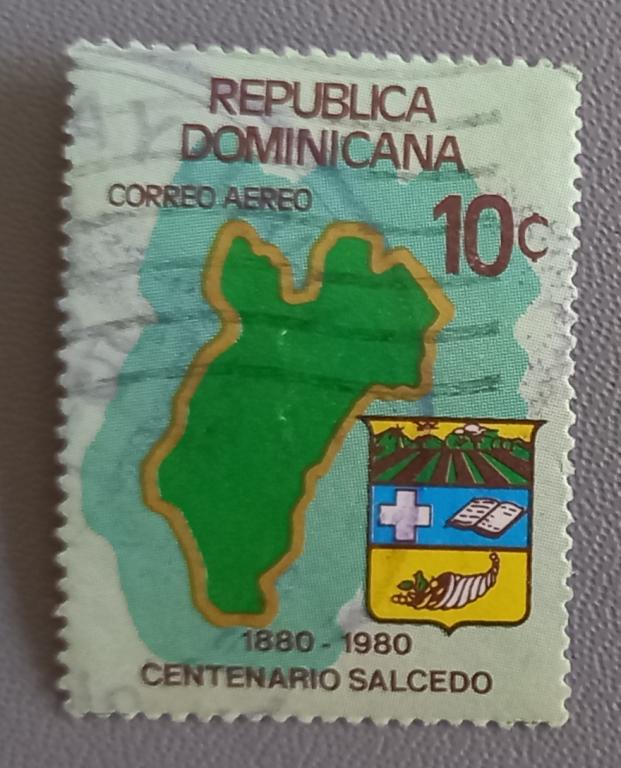 REPUBLICA
DOMINICANA
CORREO AEREO
10¢
1880 - 1980
CENTENARIO SALCEDO